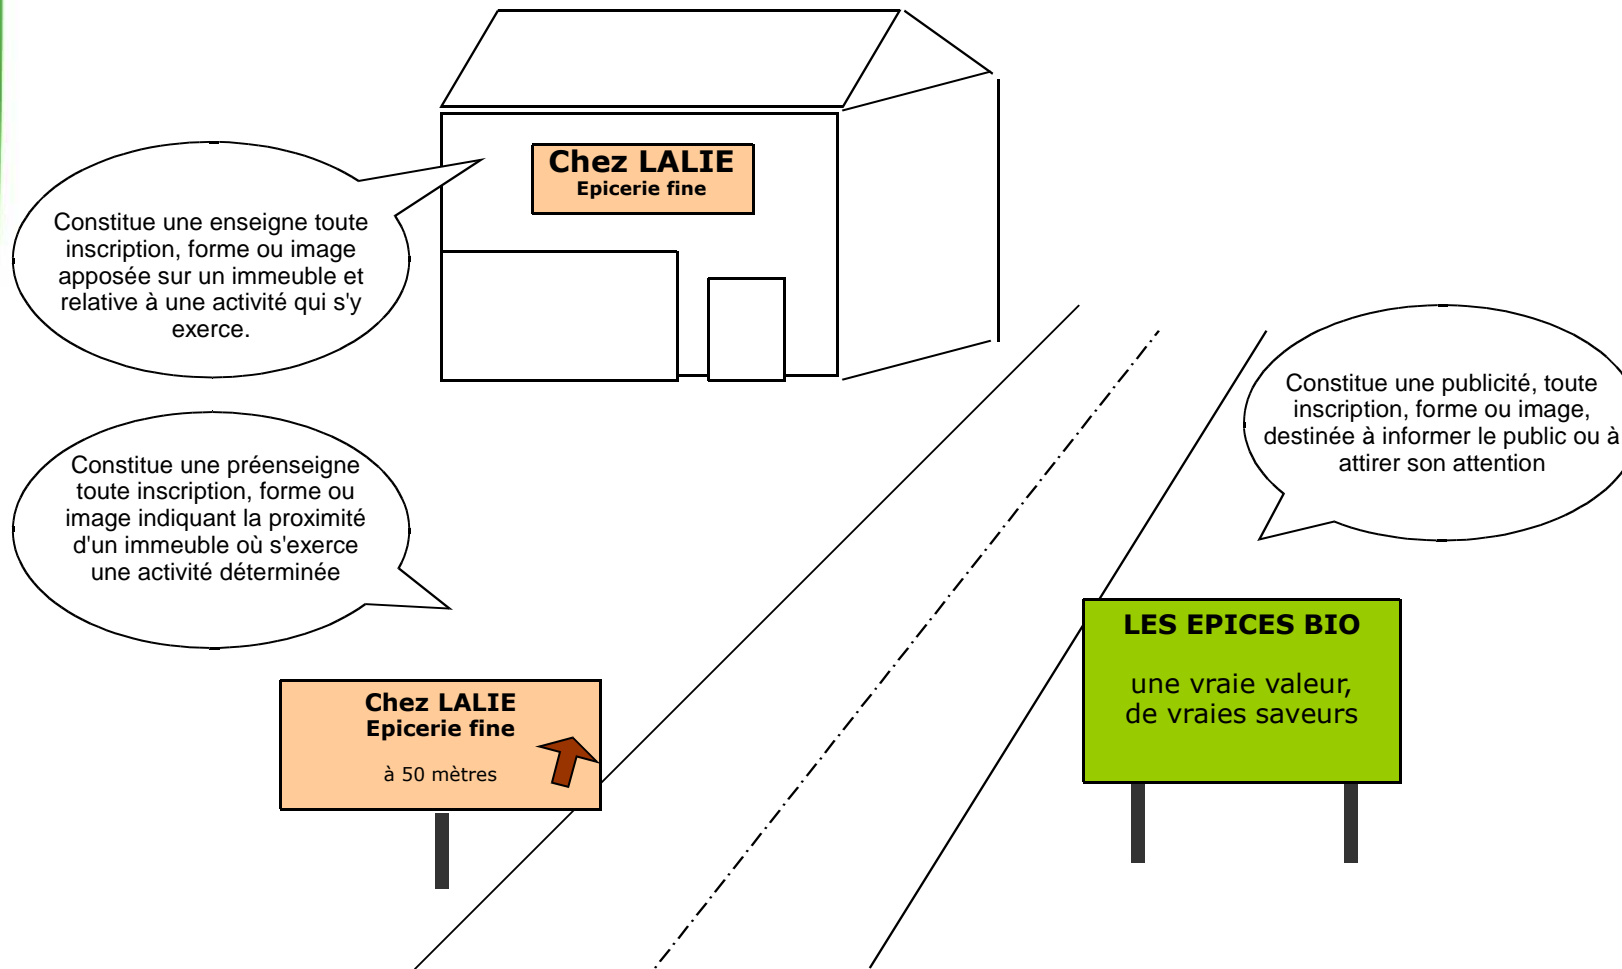 Chez LALIE
Epicerie fine
Constitue une enseigne toute
inscription, forme ou image
apposée sur un immeuble et
relative à une activité qui s'y
exerce.
Constitue une publicité, toute
inscription, forme ou image,
destinée à informer le public ou à
attirer son attention
Constitue une préenseigne
toute inscription, forme ou
image indiquant la proximité
d'un immeuble où s'exerce
une activité déterminée
LES EPICES BIO
une vraie valeur,
de vraies saveurs
Chez LALIE
Epicerie fine
à 50 mètres